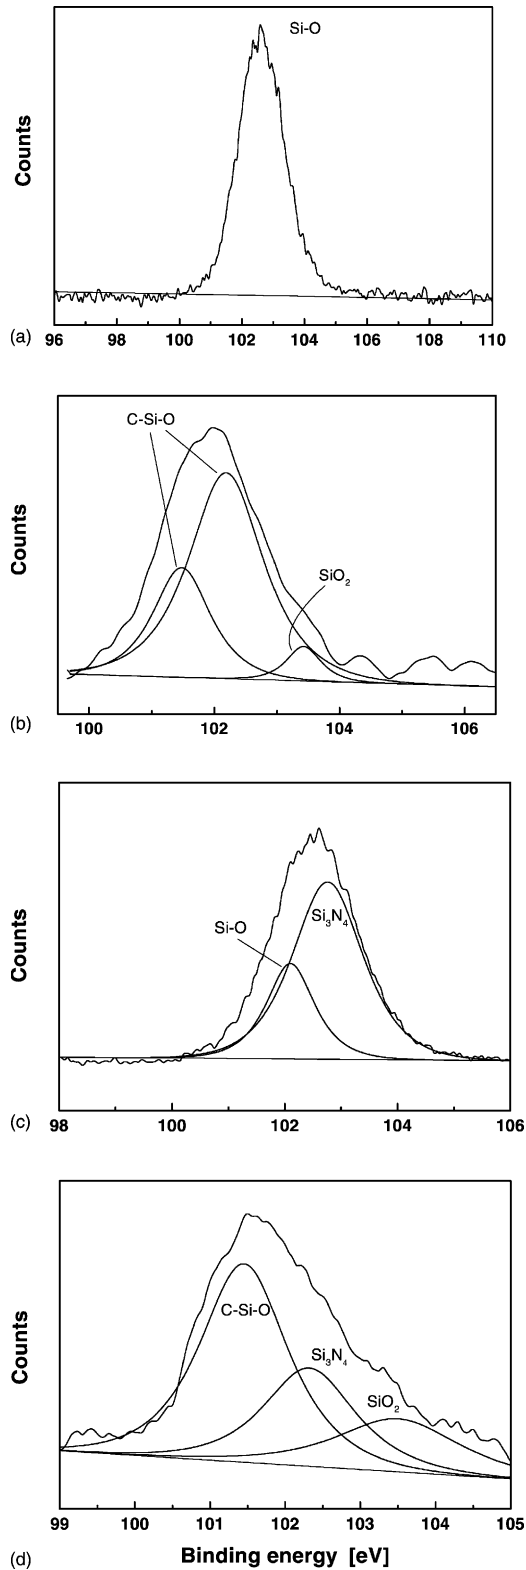 Si-O
Counts
(a)
96 98 100 102 104 106 108 110
C-Si-O
SiO₂
Counts
(b)
100 102 104 106
Si₃N₄
Si-O
Counts
(c)
98 100 102 104 106
C-Si-O
Si₃N₄
SiO₂
Counts
99 100 101 102 103 104 105
(d)
Binding energy [eV]